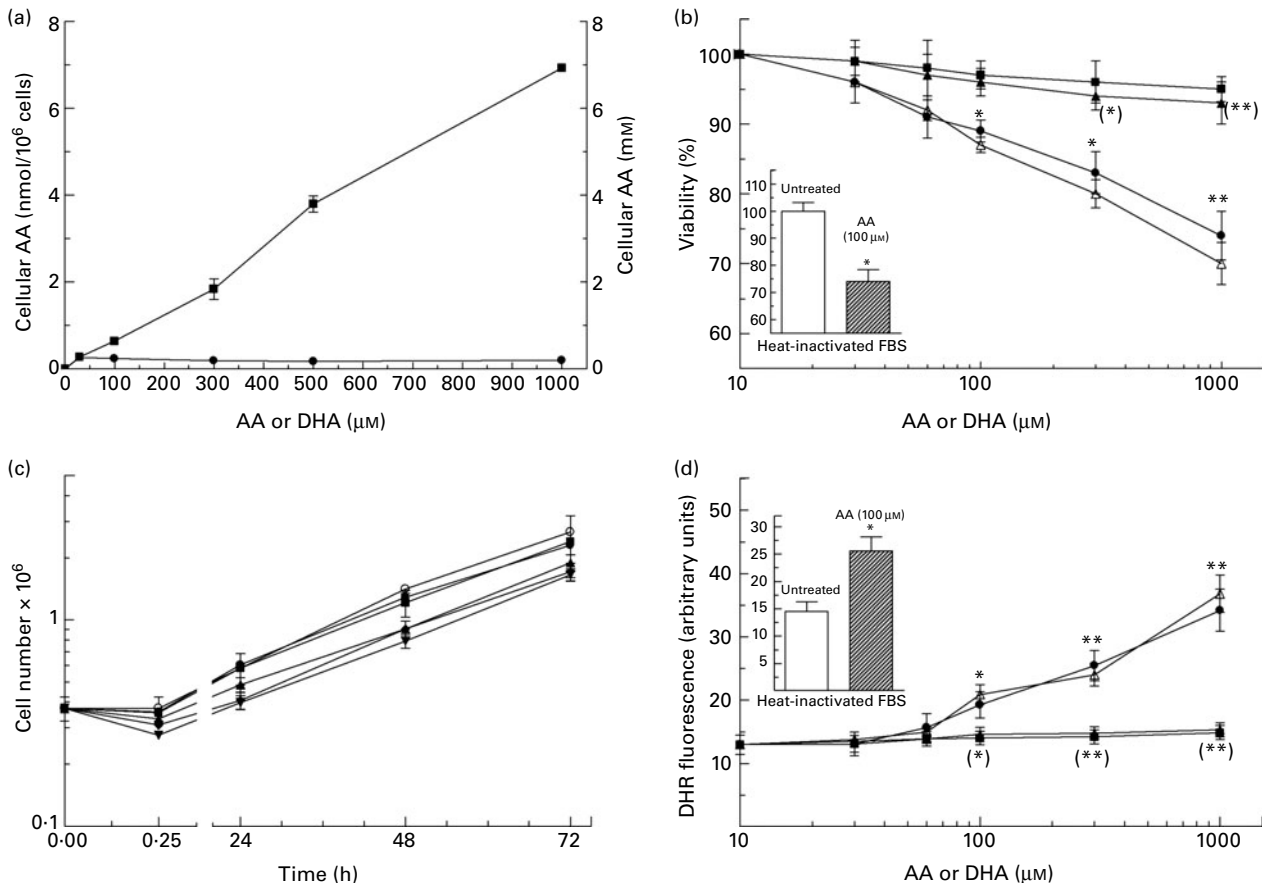 (a)
8
6
4
2
0
Cellular AA (nmol/10⁶ cells)
8
6
4
2
0
Cellular AA (mM)
0 100 200 300 400 500 600 700 800 900 1000
AA or DHA (μM)
(b)
100
90
80
70
60
Viability (%)
*
*
**
(*)
(**)
110
100
90
80
70
60
Untreated
AA
(100 μM)
*
Heat-inactivated FBS
10 100 1000
AA or DHA (μM)
(c)
1
0·1
Cell number × 10⁶
0·00 0·25 24 48 72
Time (h)
(d)
50
40
30
20
10
DHR fluorescence (arbitrary units)
*
**
**
(*)
(**)
(**)
30
25
20
15
15
5
Untreated
AA (100 μM)
*
Heat-inactivated FBS
10 100 1000
AA or DHA (μM)